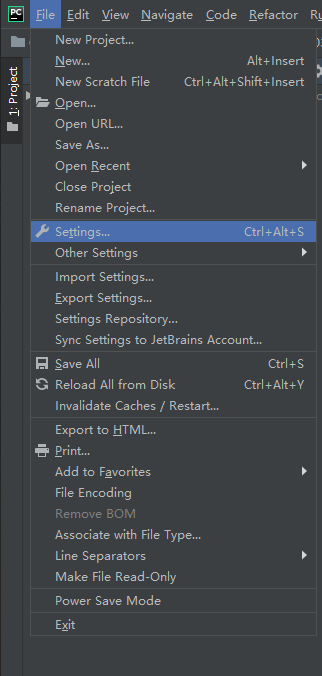 PC File Edit View Navigate Code Refactor
New Project...
New... Alt+Insert
New Scratch File Ctrl+Alt+Shift+Insert
1: Project
Open...
Open URL...
Save As...
Open Recent
Close Project
Rename Project...
Settings... Ctrl+Alt+S
Other Settings
Import Settings...
Export Settings...
Settings Repository...
Sync Settings to JetBrains Account...
Save All Ctrl+S
Reload All from Disk Ctrl+Alt+Y
Invalidate Caches / Restart...
Export to HTML...
Print...
Add to Favorites
File Encoding
Remove BOM
Associate with File Type...
Line Separators
Make File Read-Only
Power Save Mode
Exit